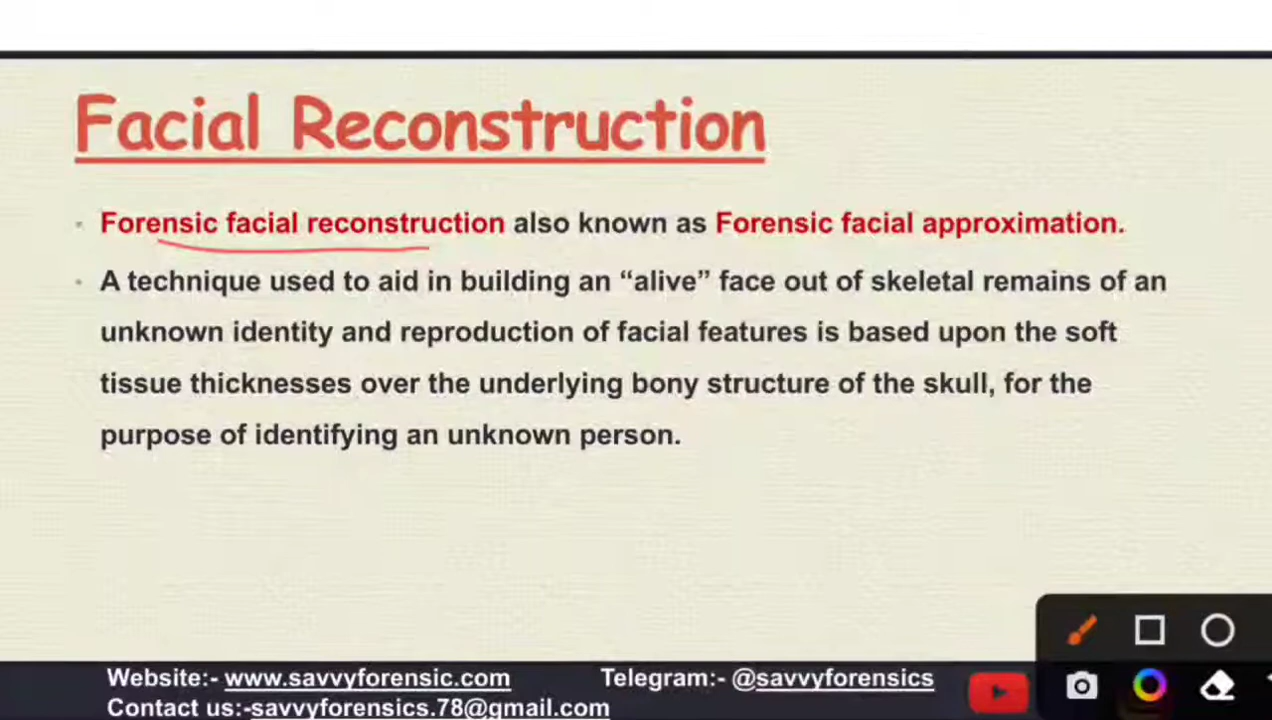 Facial Reconstruction
Forensic facial reconstruction also known as Forensic facial approximation.
A technique used to aid in building an “alive” face out of skeletal remains of an
unknown identity and reproduction of facial features is based upon the soft
tissue thicknesses over the underlying bony structure of the skull, for the
purpose of identifying an unknown person.
Website:- www.savvyforensic.com Telegram:- @savvyforensics
Contact us:-savvyforensics.78@gmail.com